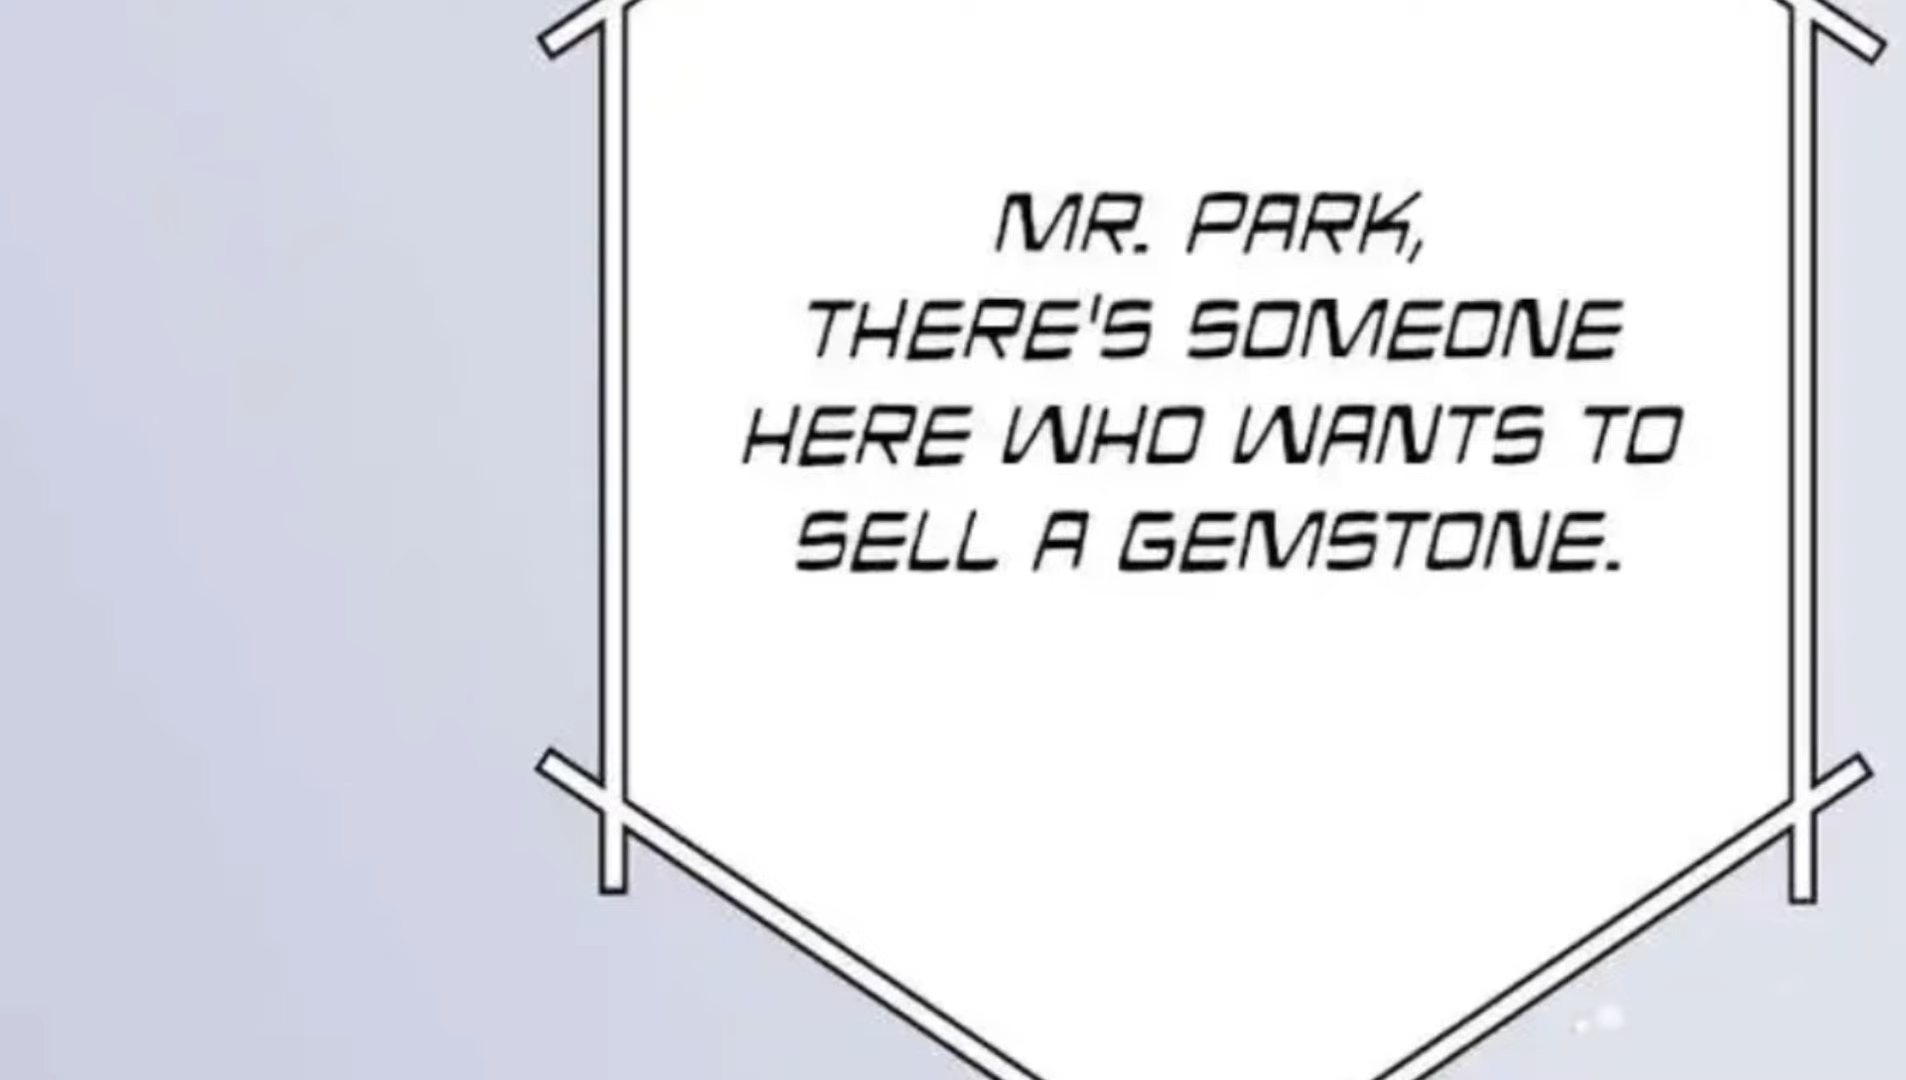 MR. PARK,
THERE'S SOMEONE
HERE WHO WANTS TO
SELL A GEMSTONE.